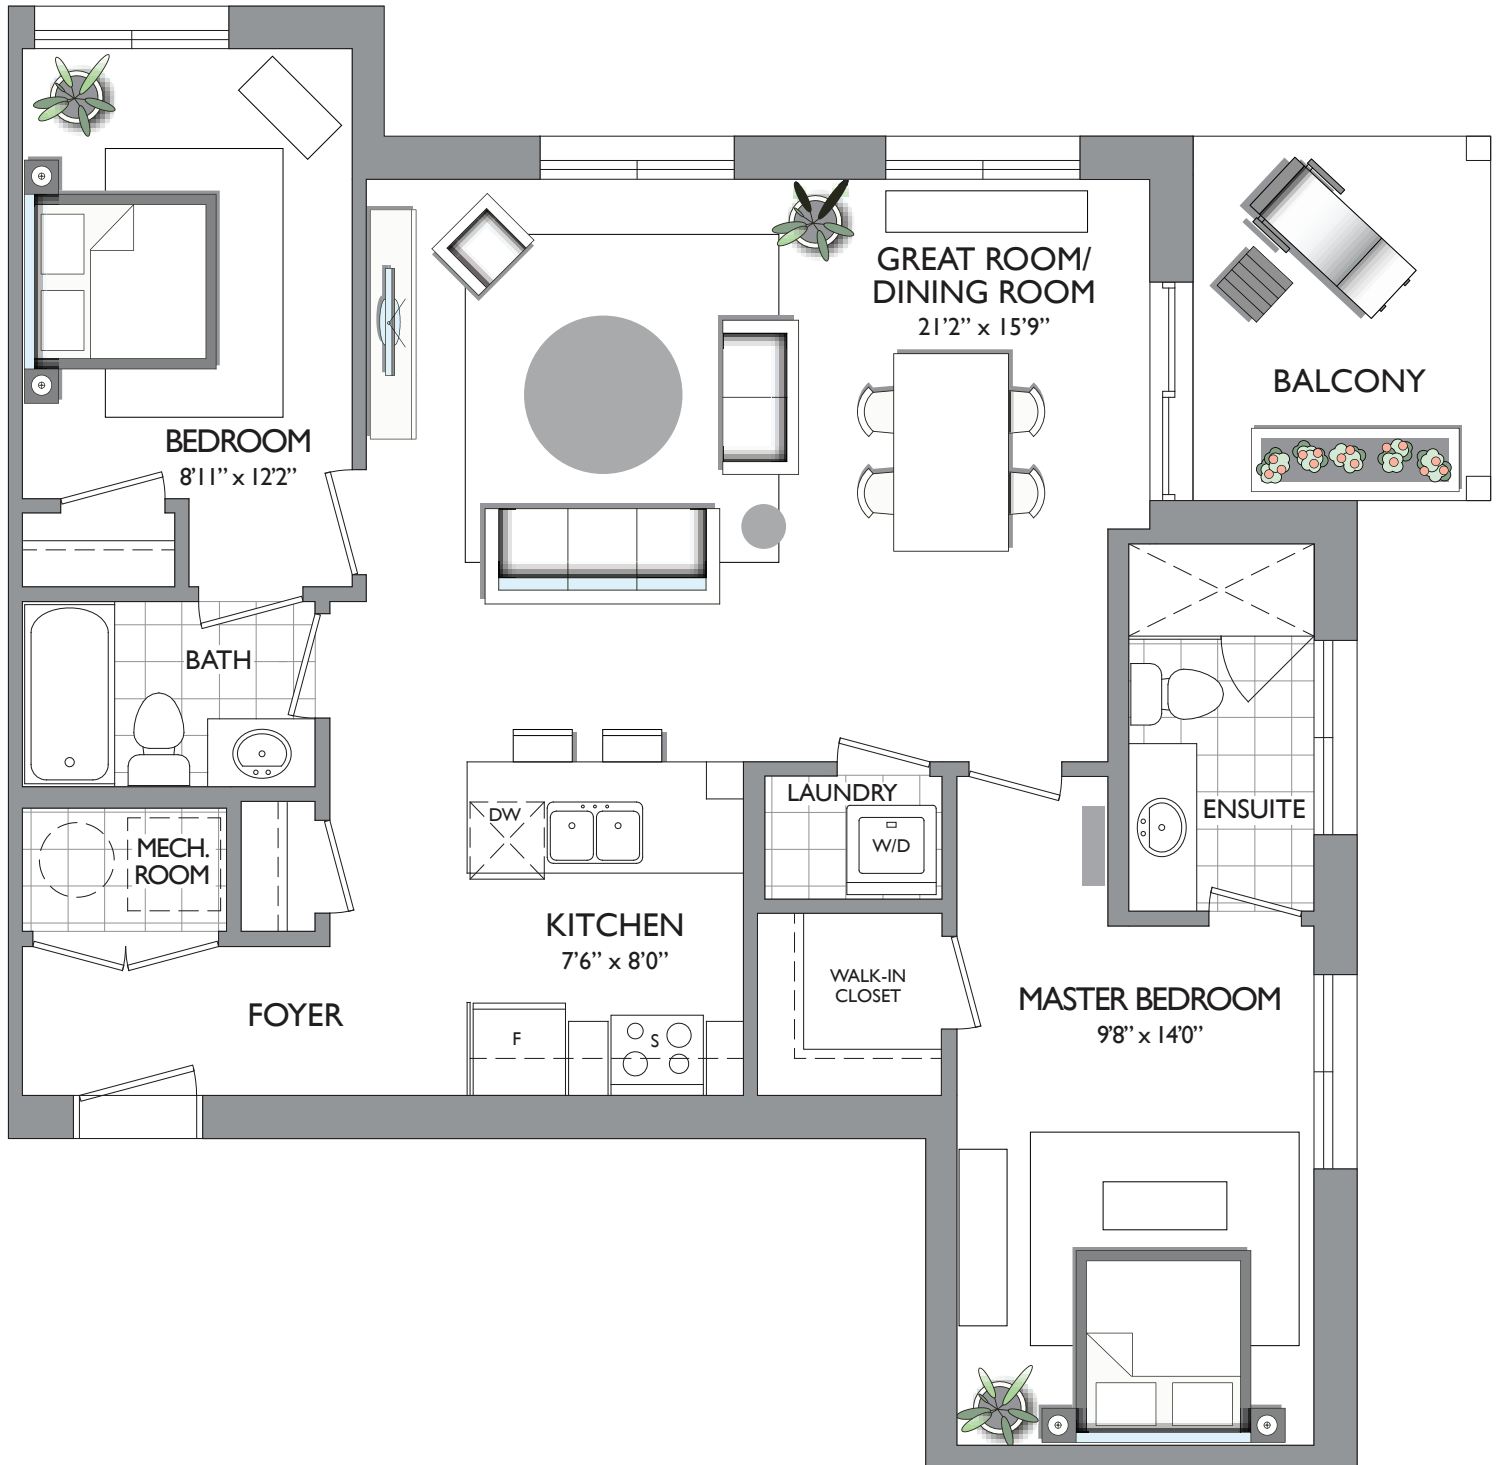 GREAT ROOM/
DINING ROOM
21'2" x 15'9"
BALCONY
BEDROOM
8'11" x 12'2"
BATH
MECH.
ROOM
DW
LAUNDRY
W/D
ENSUITE
KITCHEN
7'6" x 8'0"
WALK-IN
CLOSET
MASTER BEDROOM
9'8" x 14'0"
FOYER
F
S